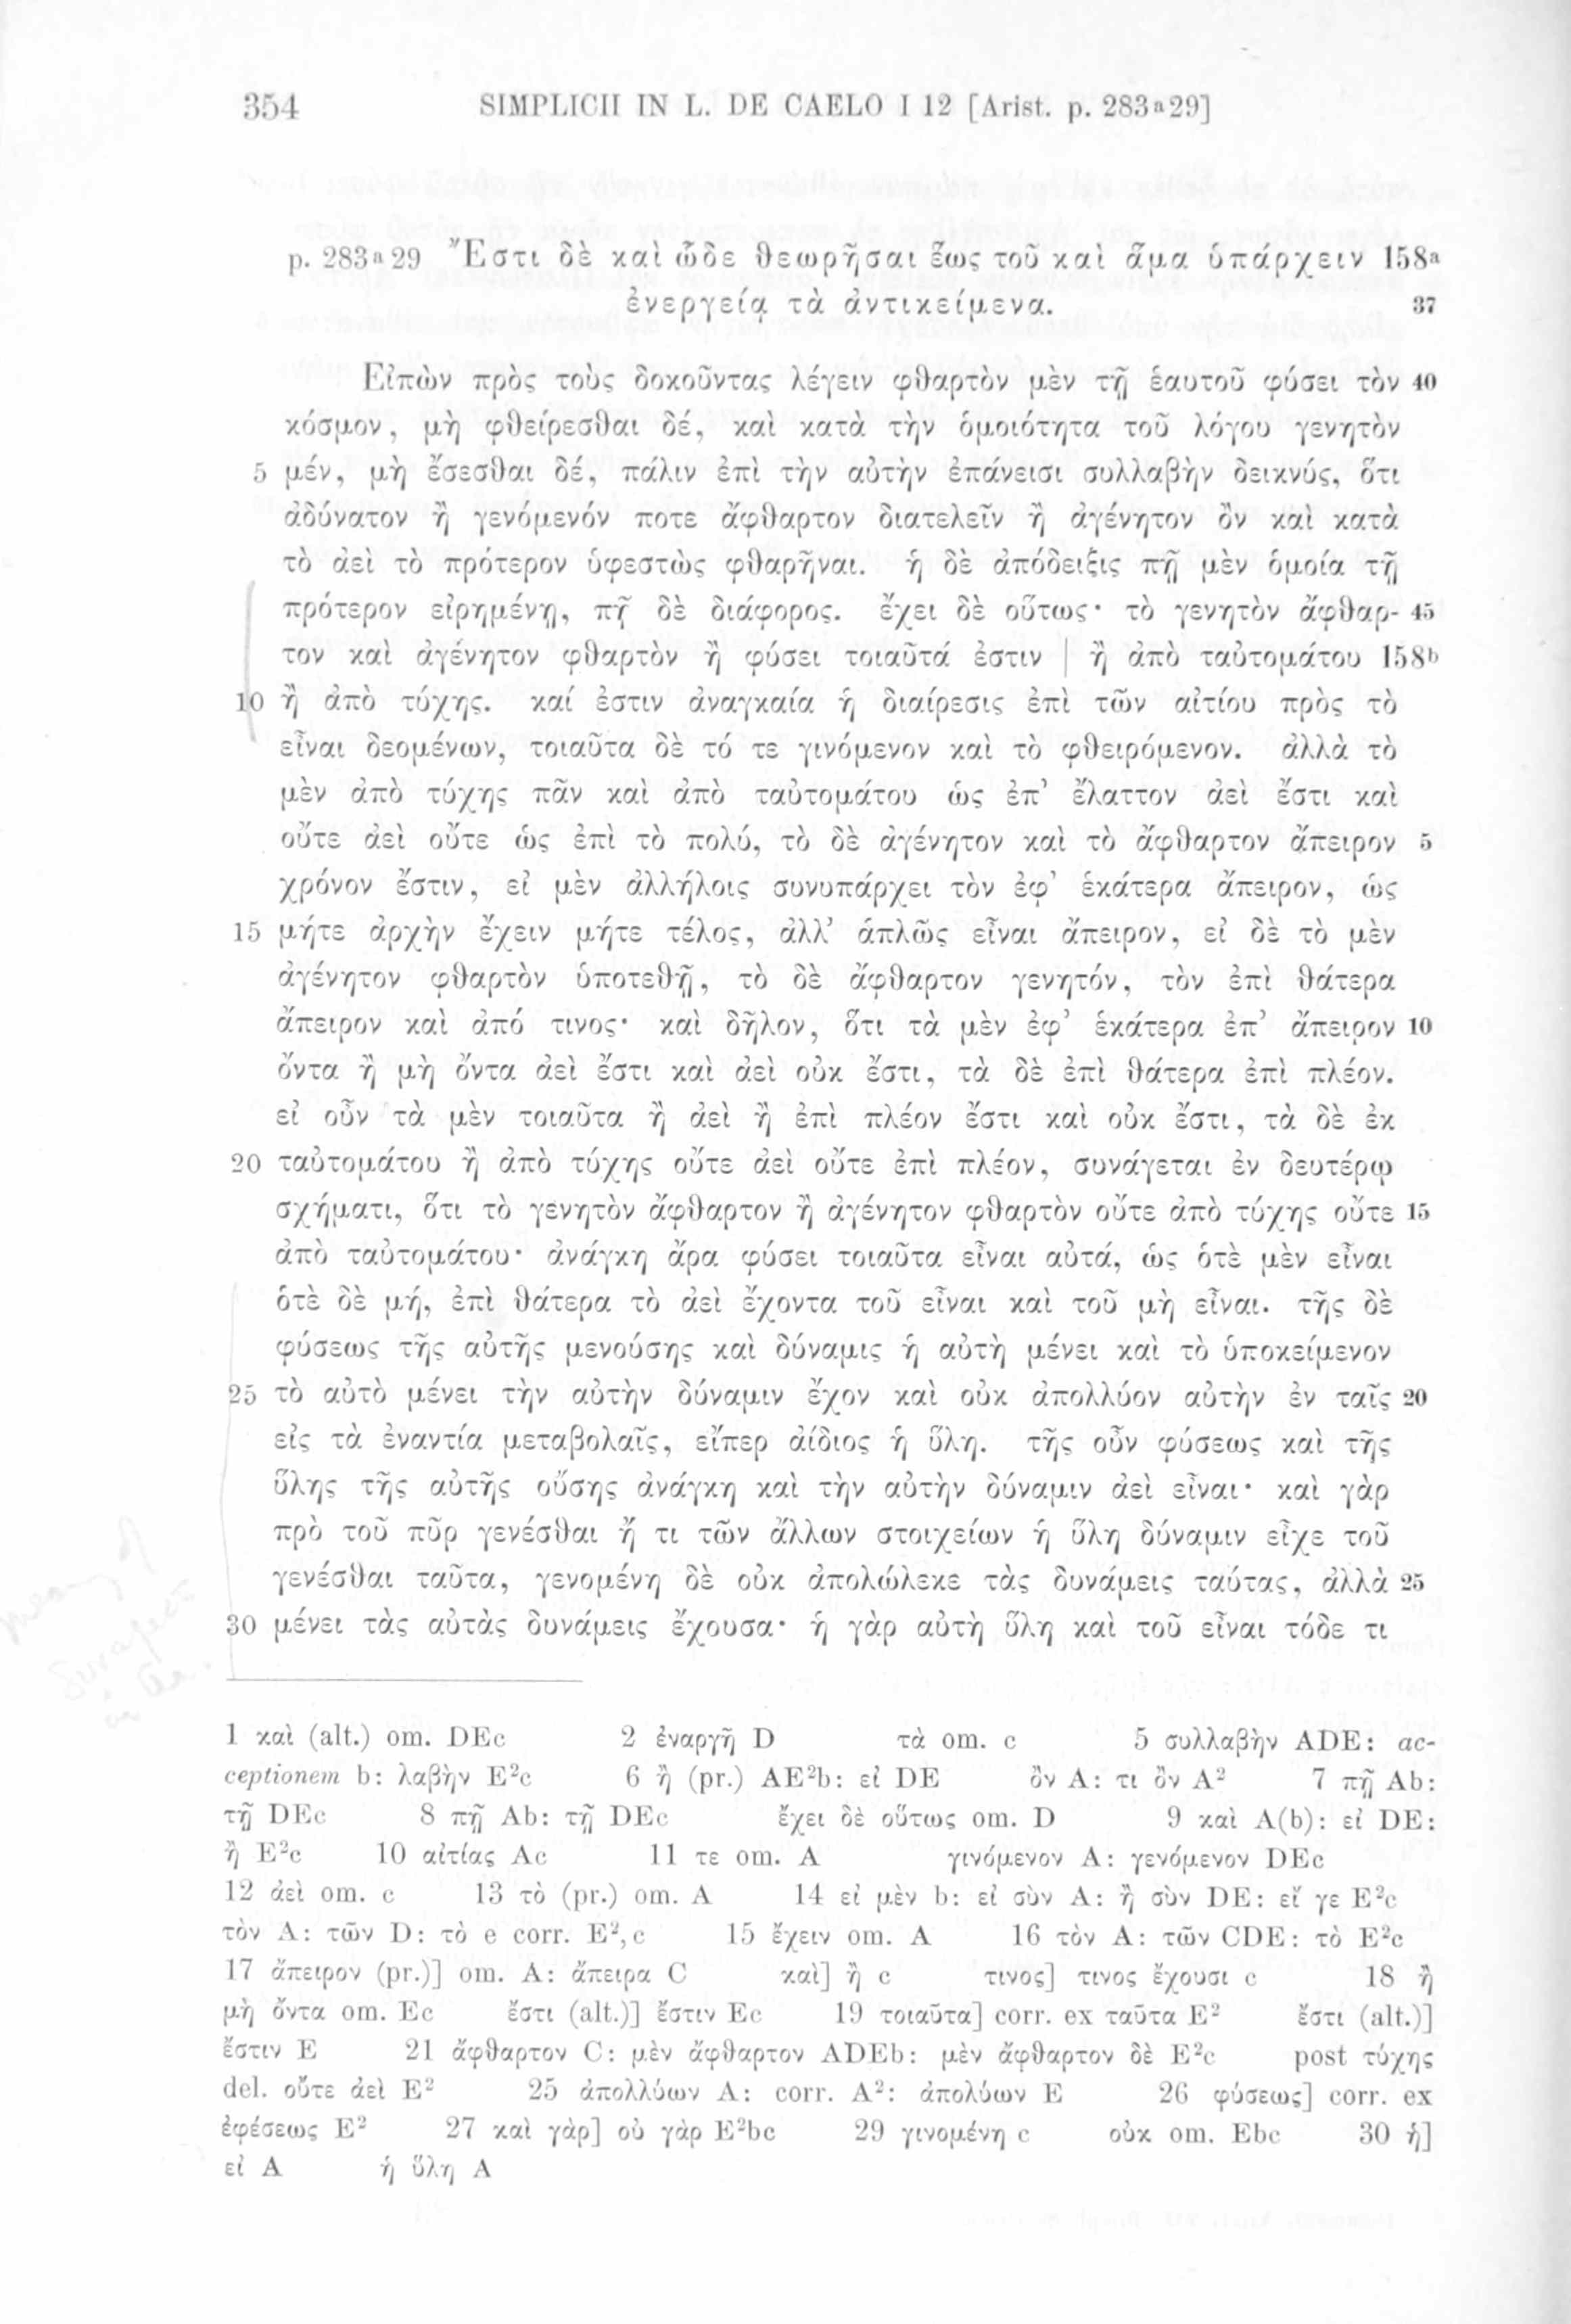 354 SIMPLICII IN L. DE CAELO I 12 [Arist. p. 283ᵃ29]
p. 283ᵃ29 Ἔστι δὲ καὶ ὧδε θεωρῆσαι ἕως τοῦ καὶ ἅμα ὑπάρχειν 158ᵃ
ἐνεργείᾳ τὰ ἀντικείμενα. 37
Εἰπὼν πρὸς τοὺς δοκοῦντας λέγειν φθαρτὸν μὲν τῇ ἑαυτοῦ φύσει τὸν 40
κόσμον, μὴ φθείρεσθαι δέ, καὶ κατὰ τὴν ὁμοιότητα τοῦ λόγου γενητὸν
5 μέν, μὴ ἔσεσθαι δέ, πάλιν ἐπὶ τὴν αὐτὴν ἐπάνεισι συλλαβὴν δεικνύς, ὅτι
ἀδύνατον ἢ γενόμενόν ποτε ἄφθαρτον διατελεῖν ἢ ἀγένητον ὂν καὶ κατὰ
τὸ ἀεὶ τὸ πρότερον ὑφεστὼς φθαρῆναι. ἡ δὲ ἀπόδειξις πῇ μὲν ὁμοία τῇ
πρότερον εἰρημένῃ, πῇ δὲ διάφορος. ἔχει δὲ οὕτως· τὸ γενητὸν ἄφθαρ- 45
τον καὶ ἀγένητον φθαρτὸν ἢ φύσει τοιαῦτά ἐστιν | ἢ ἀπὸ ταὐτομάτου 158ᵇ
10 ἢ ἀπὸ τύχης. καί ἐστιν ἀναγκαία ἡ διαίρεσις ἐπὶ τῶν αἰτίου πρὸς τὸ
εἶναι δεομένων, τοιαῦτα δὲ τό τε γινόμενον καὶ τὸ φθειρόμενον. ἀλλὰ τὸ
μὲν ἀπὸ τύχης πᾶν καὶ ἀπὸ ταὐτομάτου ὡς ἐπ’ ἔλαττον ἀεὶ ἔστι καὶ
οὔτε ἀεὶ οὔτε ὡς ἐπὶ τὸ πολύ, τὸ δὲ ἀγένητον καὶ τὸ ἄφθαρτον ἄπειρον 5
χρόνον ἔστιν, εἰ μὲν ἀλλήλοις συνυπάρχει τὸν ἐφ’ ἑκάτερα ἄπειρον, ὡς
15 μήτε ἀρχὴν ἔχειν μήτε τέλος, ἀλλ’ ἁπλῶς εἶναι ἄπειρον, εἰ δὲ τὸ μὲν
ἀγένητον φθαρτὸν ὑποτεθῇ, τὸ δὲ ἄφθαρτον γενητόν, τὸν ἐπὶ θάτερα
ἄπειρον καὶ ἀπό τινος· καὶ δῆλον, ὅτι τὰ μὲν ἐφ’ ἑκάτερα ἐπ’ ἄπειρον 10
ὄντα ἢ μὴ ὄντα ἀεὶ ἔστι καὶ ἀεὶ οὐκ ἔστι, τὰ δὲ ἐπὶ θάτερα ἐπὶ πλέον.
εἰ οὖν τὰ μὲν τοιαῦτα ἢ ἀεὶ ἢ ἐπὶ πλέον ἔστι καὶ οὐκ ἔστι, τὰ δὲ ἐκ
20 ταὐτομάτου ἢ ἀπὸ τύχης οὔτε ἀεὶ οὔτε ἐπὶ πλέον, συνάγεται ἐν δευτέρῳ
σχήματι, ὅτι τὸ γενητὸν ἄφθαρτον ἢ ἀγένητον φθαρτὸν οὔτε ἀπὸ τύχης οὔτε 15
ἀπὸ ταὐτομάτου· ἀνάγκη ἄρα φύσει τοιαῦτα εἶναι αὐτά, ὡς ὁτὲ μὲν εἶναι
ὁτὲ δὲ μή, ἐπὶ θάτερα τὸ ἀεὶ ἔχοντα τοῦ εἶναι καὶ τοῦ μὴ εἶναι. τῆς δὲ
φύσεως τῆς αὐτῆς μενούσης καὶ δύναμις ἡ αὐτὴ μένει καὶ τὸ ὑποκείμενον
25 τὸ αὐτὸ μένει τὴν αὐτὴν δύναμιν ἔχον καὶ οὐκ ἀπολλύον αὐτὴν ἐν ταῖς 20
εἰς τὰ ἐναντία μεταβολαῖς, εἴπερ ἀίδιος ἡ ὕλη. τῆς οὖν φύσεως καὶ τῆς
ὕλης τῆς αὐτῆς οὔσης ἀνάγκη καὶ τὴν αὐτὴν δύναμιν ἀεὶ εἶναι· καὶ γὰρ
πρὸ τοῦ πῦρ γενέσθαι ἤ τι τῶν ἄλλων στοιχείων ἡ ὕλη δύναμιν εἶχε τοῦ
γενέσθαι ταῦτα, γενομένη δὲ οὐκ ἀπολώλεκε τὰς δυνάμεις ταύτας, ἀλλὰ 25
30 μένει τὰς αὐτὰς δυνάμεις ἔχουσα· ἡ γὰρ αὐτὴ ὕλη καὶ τοῦ εἶναι τόδε τι
1 καὶ (alt.) om. DEc 2 ἐναργῆ D τὰ om. c 5 συλλαβὴν ADE: ac-
ceptionem b: λαβὴν E²c 6 ἢ (pr.) AE²b: εἰ DE ὂν A: τι ὂν A² 7 πῇ Ab:
τῇ DEc 8 πῇ Ab: τῇ DEc ἔχει δὲ οὕτως om. D 9 καὶ A(b): εἰ DE:
ἢ E²c 10 αἰτίας Ac 11 τε om. A γινόμενον A: γενόμενον DEc
12 ἀεὶ om. c 13 τὸ (pr.) om. A 14 εἰ μὲν b: εἰ σὺν A: ἢ σὺν DE: εἴ γε E²c
τὸν A: τῶν D: τὸ e corr. E²,c 15 ἔχειν om. A 16 τὸν A: τῶν CDE: τὸ E²c
17 ἄπειρον (pr.)] om. A: ἄπειρα C καὶ] ἢ c τινος] τινος ἔχουσι c 18 ἢ
μὴ ὄντα om. Ec ἔστι (alt.)] ἔστιν Ec 19 τοιαῦτα] corr. ex ταῦτα E² ἔστι (alt.)]
ἔστιν E 21 ἄφθαρτον C: μὲν ἄφθαρτον ADEb: μὲν ἄφθαρτον δὲ E²c post τύχης
del. οὔτε ἀεὶ E² 25 ἀπολλύων A: corr. A²: ἀπολύων E 26 φύσεως] corr. ex
ἐφέσεως E² 27 καὶ γὰρ] οὐ γὰρ E²bc 29 γινομένη c οὐκ om. Ebc 30 ἡ]
εἰ A ἡ ὕλη A